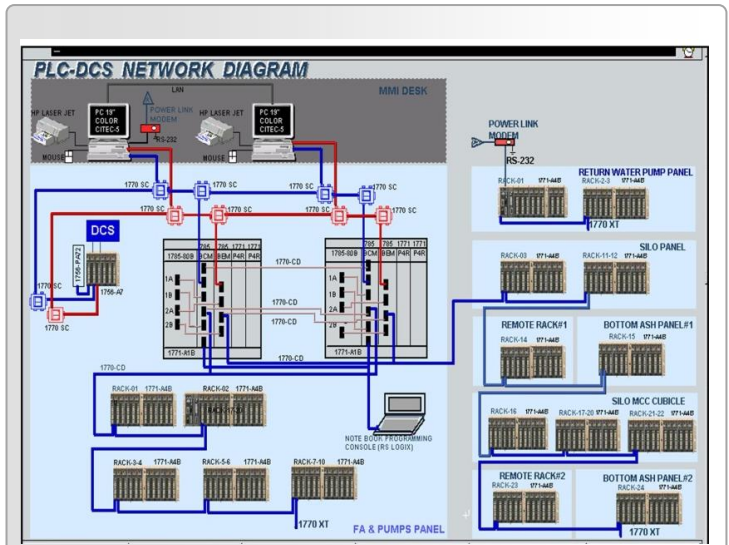 PLC-DCS NETWORK DIAGRAM
LAN
MMI DESK
HP LASER JET
PC 19"
COLOR
CITEC-5
POWER LINK
MODEM
RS-232
MOUSE
HP LASER JET
PC 19"
COLOR
CITEC-5
MOUSE
POWER LINK
MODEM
RS-232
RETURN WATER PUMP PANEL
RACK-01 1771-A4B
RACK-2-3 1771-A4B
1770 XT
1770 SC
1770 SC
1770 SC
1770 SC
1770 SC
1770 SC
1770 SC
1770 SC
DCS
1756-PA72
1756-A7
1770 SC
1770 SC
1785-80B
785
BCM
785
BEM
1771
P4R
1771
P4R
1A
1B
2A
2B
1771-A1B
1770-CD
1770-CD
1770-CD
1770-CD
1785-80B
785
BCM
785
BEM
1771
P4R
1771
P4R
1A
1B
2A
2B
1771-A1B
1770-CD
SILO PANEL
RACK-03 1771-A4B
RACK-11-12 1771-A4B
REMOTE RACK#1
RACK-14 1771-A4B
BOTTOM ASH PANEL#1
RACK-15 1771-A4B
SILO MCC CUBICLE
RACK-16 1771-A4B
RACK-17-20 1771-A4B
RACK-21-22 1771-A4B
REMOTE RACK#2
RACK-23 1771-A4B
BOTTOM ASH PANEL#2
RACK-24 1771-A4B
1770 XT
RACK-01 1771-A4B
RACK-02 1771-A4B
NOTE BOOK PROGRAMMING
CONSOLE (RS LOGIX)
RACK-3-4 1771-A4B
RACK-5-6 1771-A4B
RACK-7-10 1771-A4B
1770 XT
FA & PUMPS PANEL